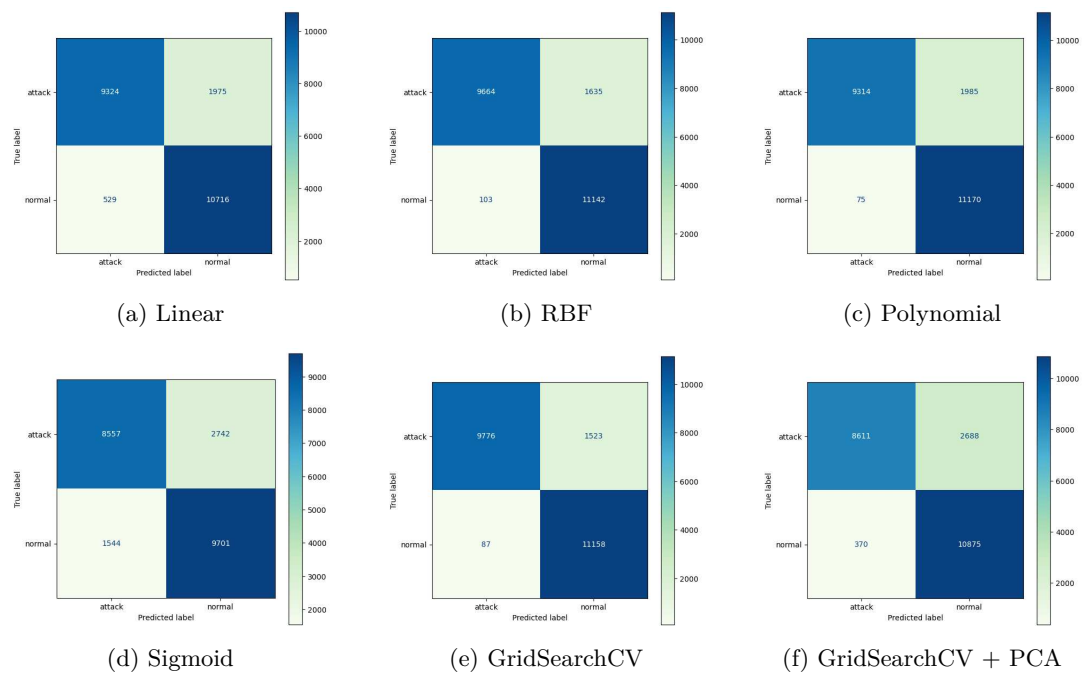 10000
attack
9324
1975
8000
True label
6000
normal
529
10716
4000
2000
attack
normal
Predicted label
(a) Linear
10000
attack
9664
1635
8000
True label
6000
normal
103
11142
4000
2000
attack
normal
Predicted label
(b) RBF
10000
attack
9314
1985
8000
True label
6000
normal
75
11170
4000
2000
attack
normal
Predicted label
(c) Polynomial
9000
attack
8557
2742
8000
7000
True label
6000
5000
normal
1544
9701
4000
3000
2000
attack
normal
Predicted label
(d) Sigmoid
10000
attack
9776
1523
8000
True label
6000
normal
87
11158
4000
2000
attack
normal
Predicted label
(e) GridSearchCV
10000
attack
8611
2688
8000
True label
6000
normal
370
10875
4000
2000
attack
normal
Predicted label
(f) GridSearchCV + PCA